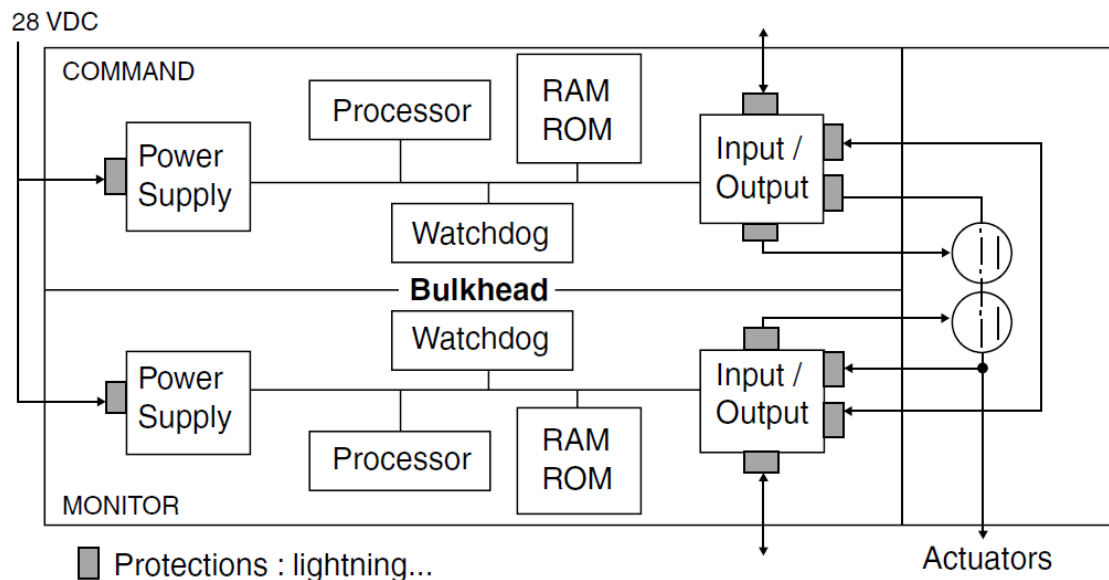 28 VDC
COMMAND
Processor
RAM
ROM
Power
Supply
Input /
Output
Watchdog
Bulkhead
Watchdog
Power
Supply
Input /
Output
Processor
RAM
ROM
MONITOR
Protections : lightning...
Actuators